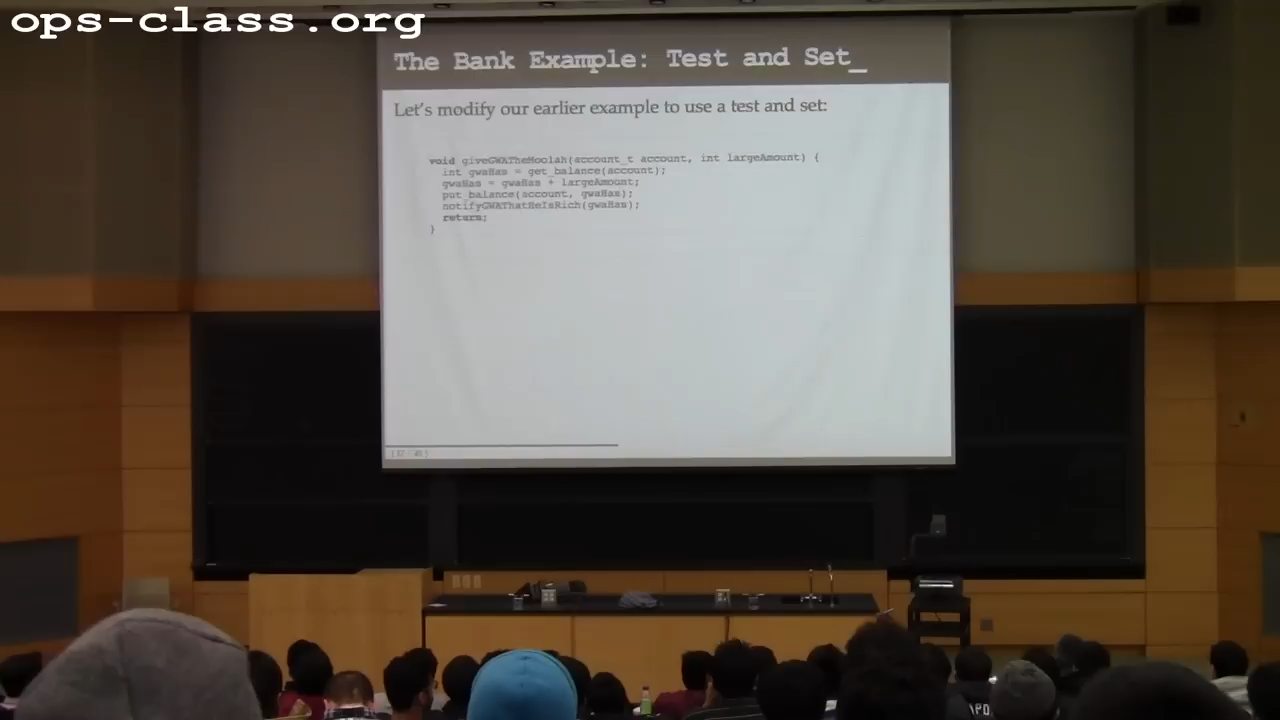 ops-class.org
The Bank Example: Test and Set_
Let's modify our earlier example to use a test and set:
void giveGWATheMoolah(account_t account, int largeAmount) {
int gwaHas = get_balance(account);
gwaHas = gwaHas + largeAmount;
put_balance(account, gwaHas);
notifyGWAThatHeIsRich(gwaHas);
return;
}